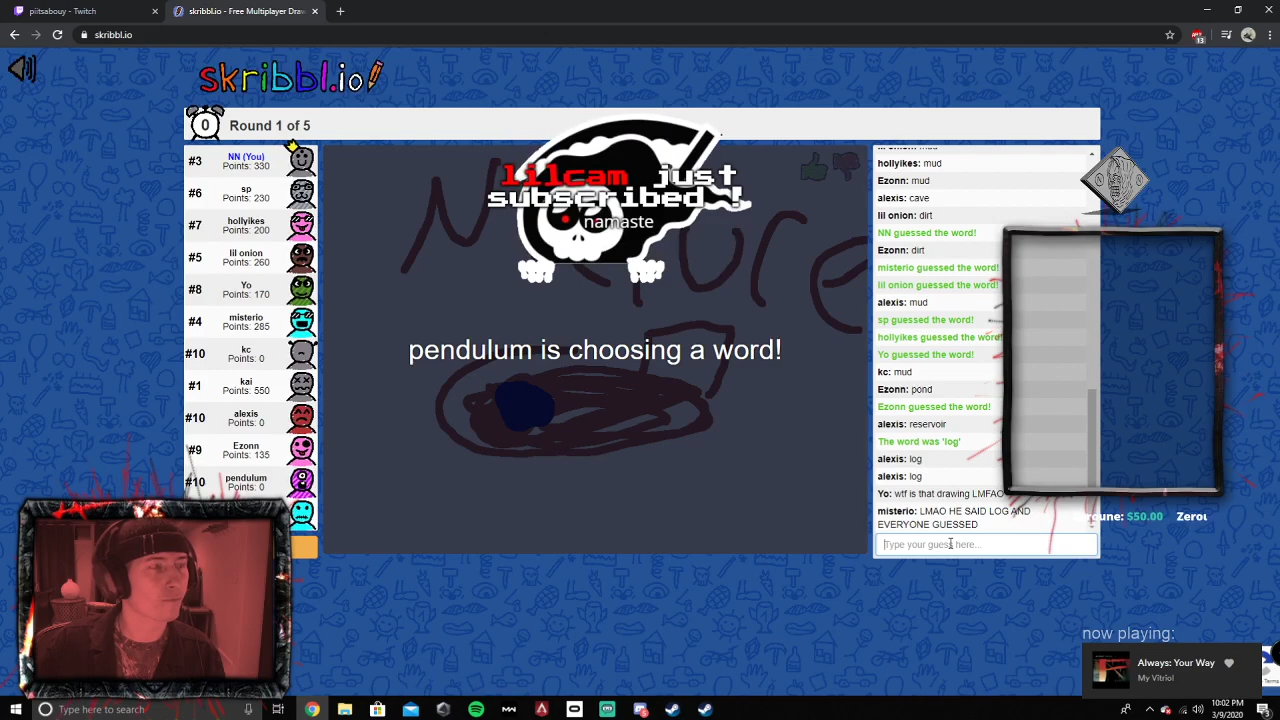 piitsabouy - Twitch
skribbl.io - Free Multiplayer Draw
skribbl.io
13
skribbl.io
0
Round 1 of 5
#3 NN (You) Points: 330
#6 sp Points: 230
#7 hollyikes Points: 200
#5 lil onion Points: 260
#8 Yo Points: 170
#4 misterio Points: 285
#10 kc Points: 0
#1 kai Points: 550
#10 alexis Points: 0
#9 Ezonn Points: 135
#10 pendulum Points: 0
lilcam just
subscribed !
namaste
pendulum is choosing a word!
hollyikes: mud
Ezonn: mud
alexis: cave
lil onion: dirt
NN guessed the word!
Ezonn: dirt
misterio guessed the word!
lil onion guessed the word!
alexis: mud
sp guessed the word!
hollyikes guessed the word!
Yo guessed the word!
kc: mud
Ezonn: pond
Ezonn guessed the word!
alexis: reservoir
The word was 'log'
alexis: log
alexis: log
Yo: wtf is that drawing LMFAO
misterio: LMAO HE SAID LOG AND
EVERYONE GUESSED
Type your guess here...
$50.00
now playing:
Always: Your Way
My Vitriol
Type here to search
10:02 PM
3/9/2020